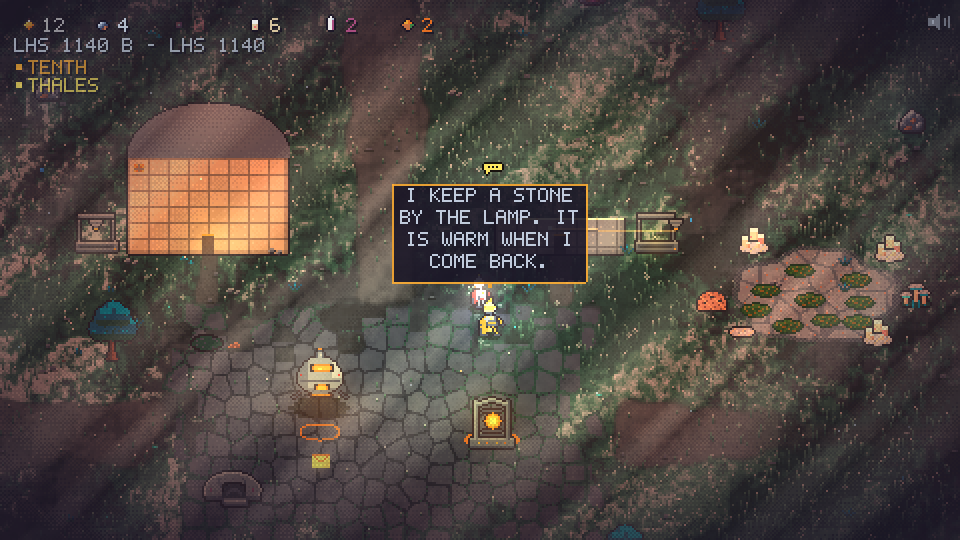 12 4 6 2 2
LHS 1140 B - LHS 1140
TENTH
THALES
I KEEP A STONE
BY THE LAMP. IT
IS WARM WHEN I
COME BACK.